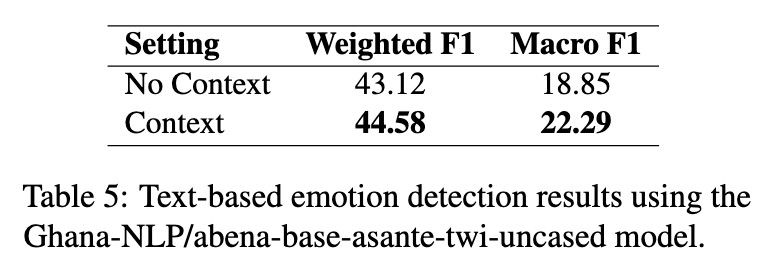 Setting Weighted F1 Macro F1
No Context 43.12 18.85
Context 44.58 22.29
Table 5: Text-based emotion detection results using the
Ghana-NLP/abena-base-asante-twi-uncased model.